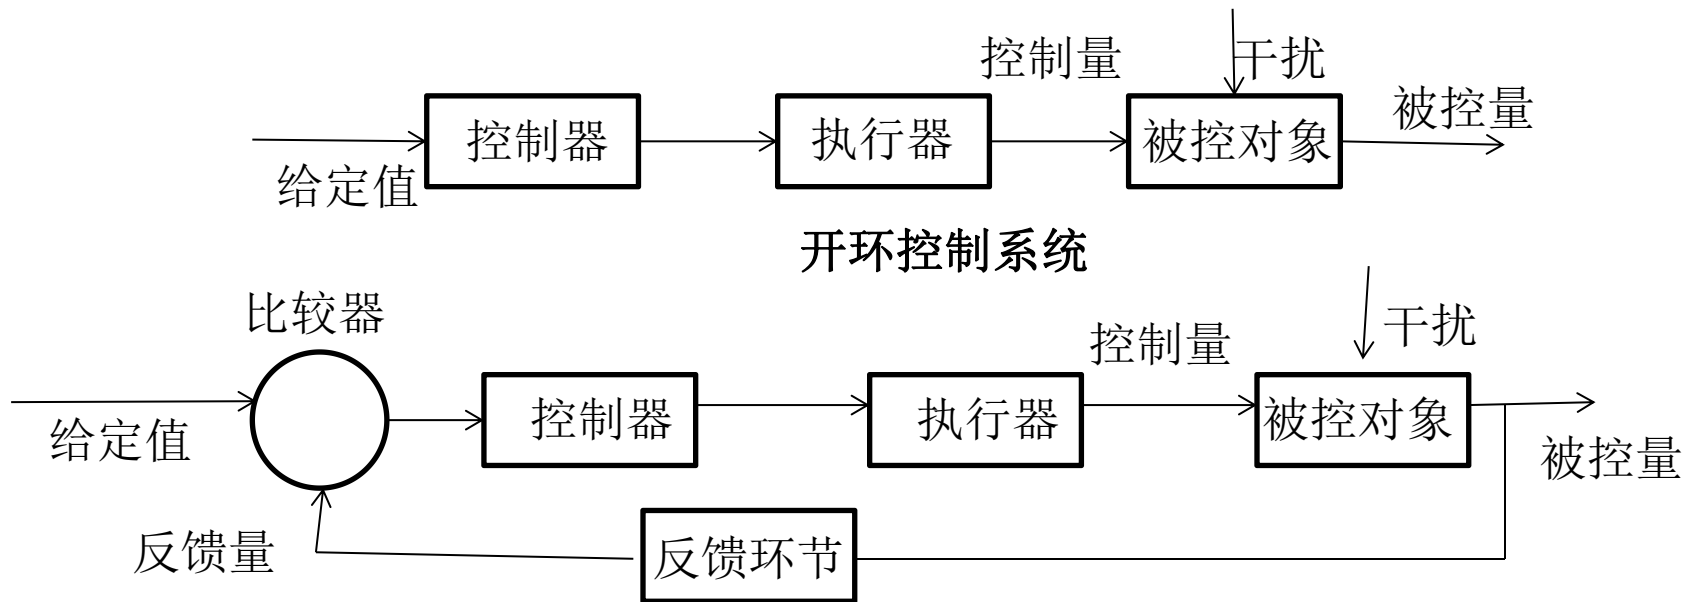 控制量
干扰
被控量
控制器
执行器
被控对象
给定值
开环控制系统
比较器
控制量
干扰
给定值
控制器
执行器
被控对象
被控量
反馈量
反馈环节